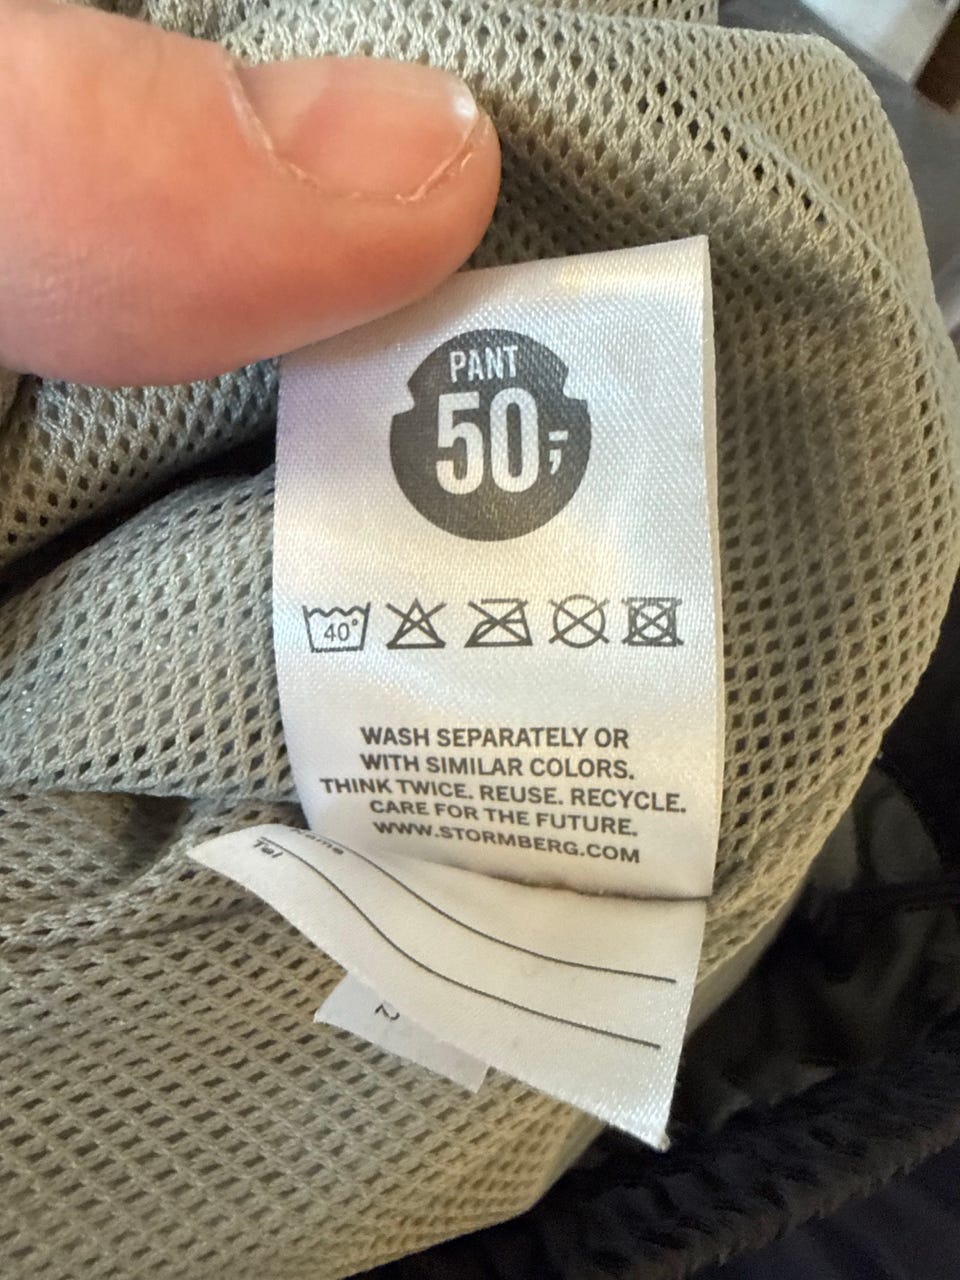 PANT
50,-
40°
WASH SEPARATELY OR
WITH SIMILAR COLORS.
THINK TWICE. REUSE. RECYCLE.
CARE FOR THE FUTURE.
WWW.STORMBERG.COM
Tel